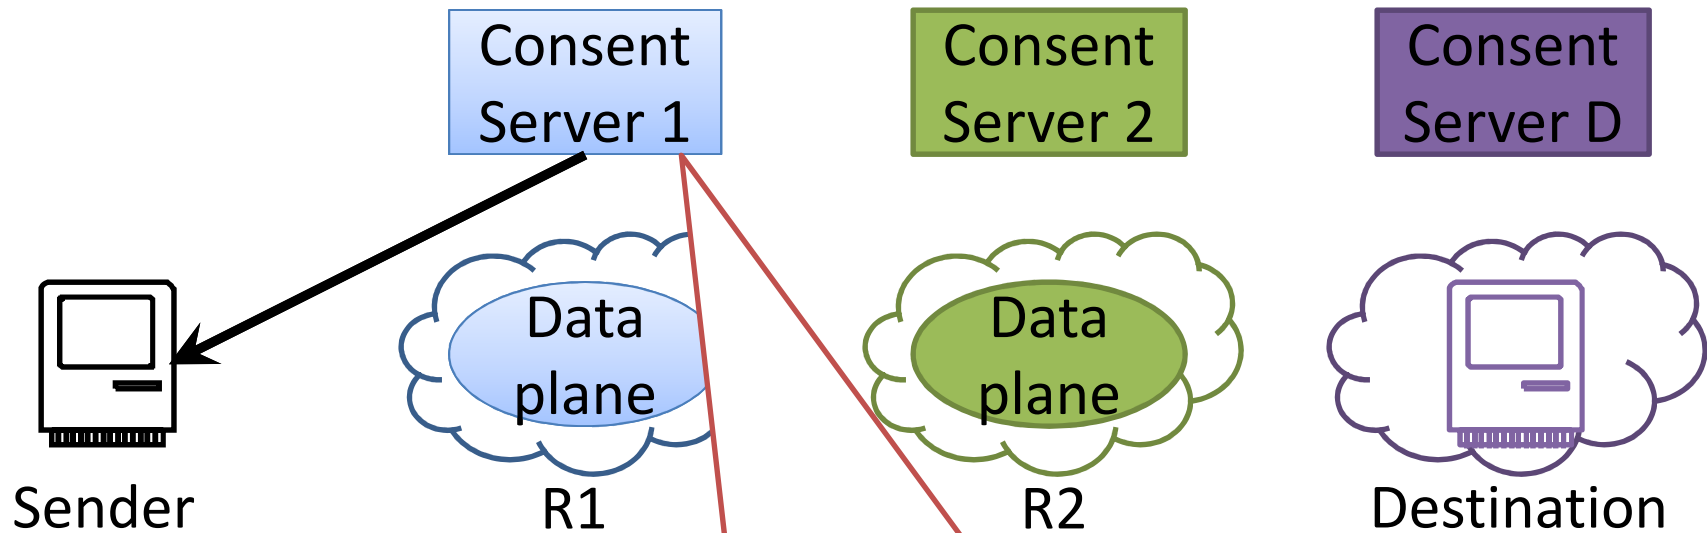 Consent
Server 1
Consent
Server 2
Consent
Server D
Data
plane
Data
plane
Sender
R1
R2
Destination